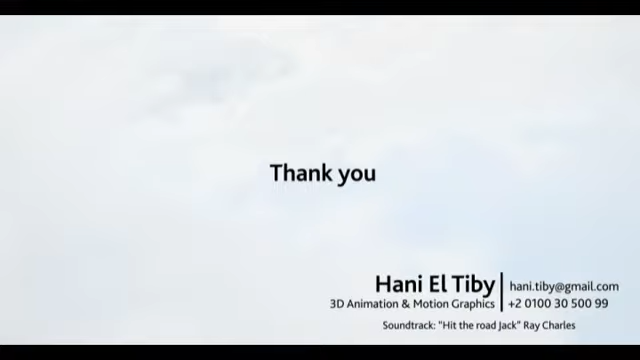 Thank you
Hani El Tiby
3D Animation & Motion Graphics
hani.tiby@gmail.com
+2 0100 30 500 99
Soundtrack: "Hit the road Jack" Ray Charles